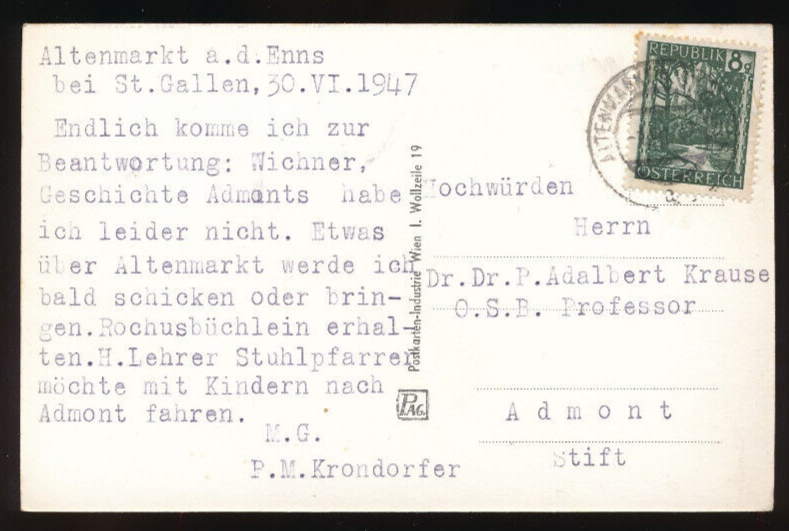 Altenmarkt a.d.Enns
bei St.Gallen,30.VI.1947
Endlich komme ich zur
Beantwortung: Wichner,
Geschichte Admonts habe
ich leider nicht. Etwas
über Altenmarkt werde ich
bald schicken oder brin-
gen.Rochusbüchlein erhal-
ten.H.Lehrer Stuhlpfarrer
möchte mit Kindern nach
Admont fahren.
M.G.
P.M.Krondorfer
Postkarten-Industrie Wien I. Wollzeile 19
PAG.
REPUBLIK 8g
ÖSTERREICH
Hochwürden
Herrn
Dr.Dr.P.Adalbert Krause
O.S.B. Professor
Admont
Stift